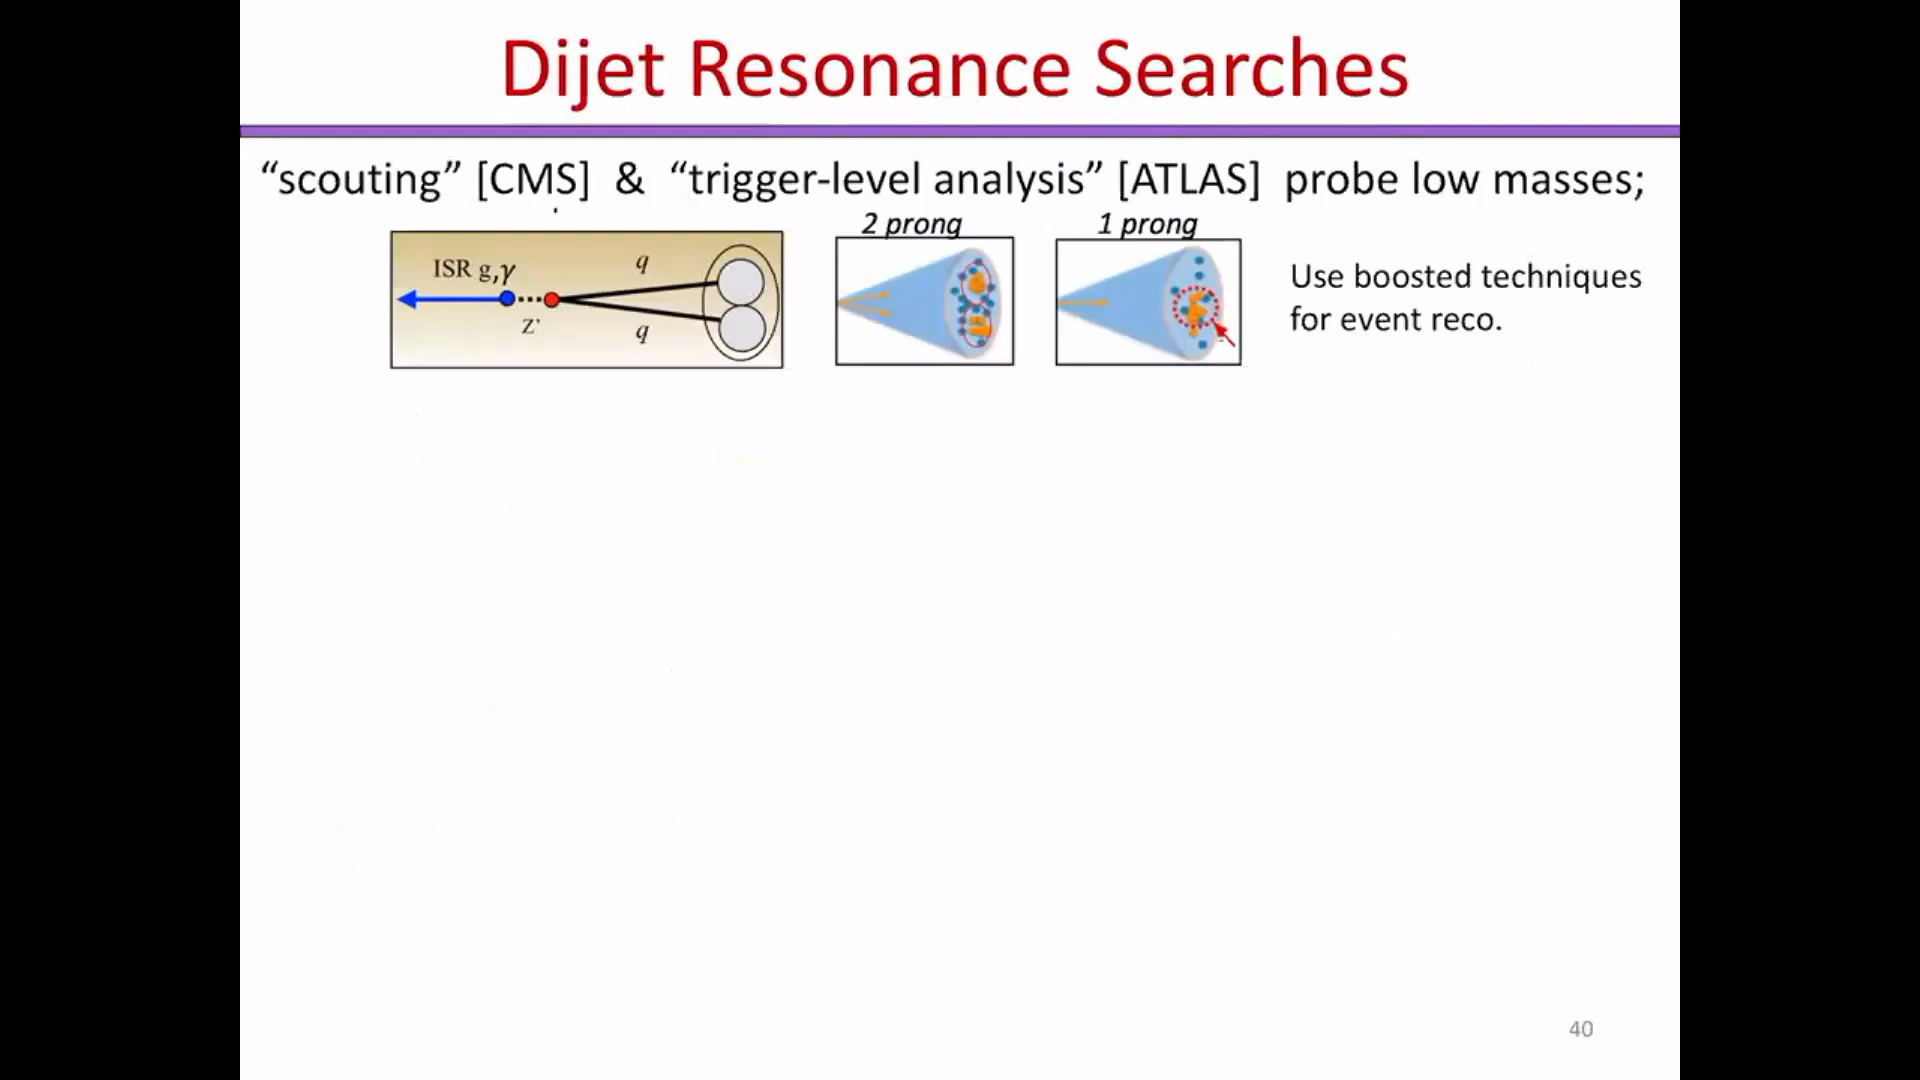 Dijet Resonance Searches
“scouting” [CMS] & “trigger-level analysis” [ATLAS] probe low masses;
2 prong
1 prong
ISR g,γ
q
Z'
q
Use boosted techniques
for event reco.
40